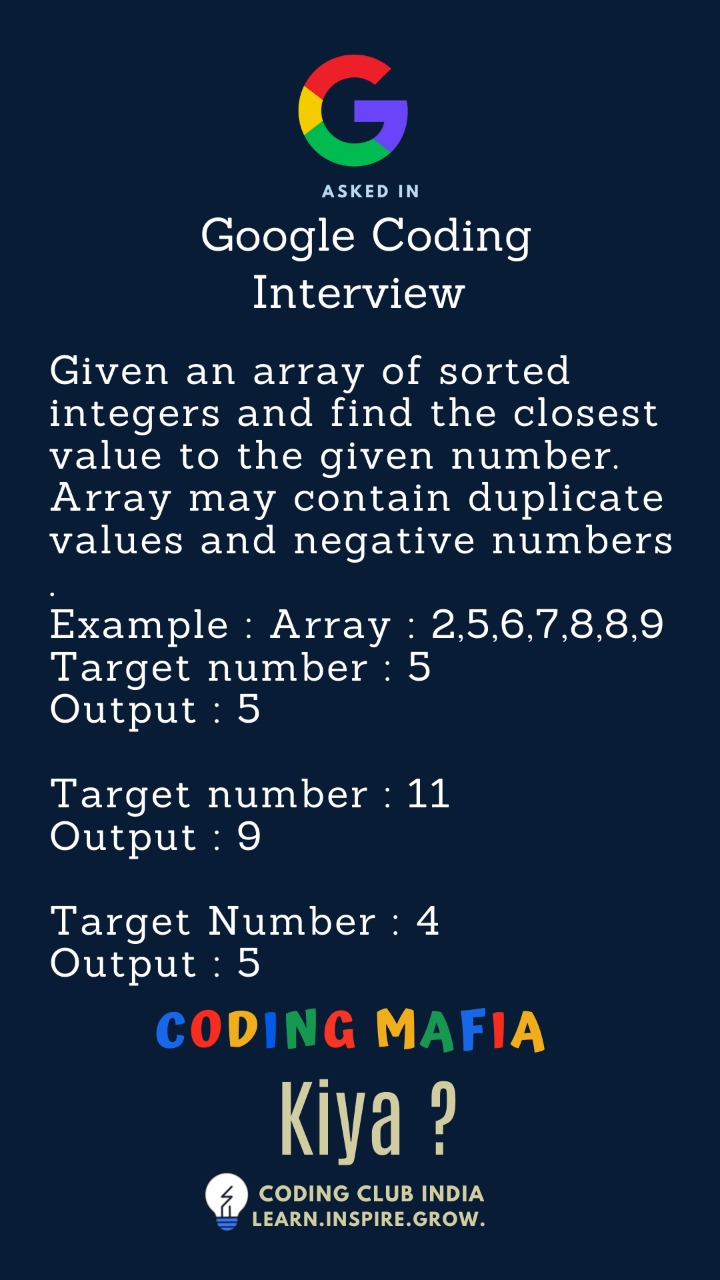 ASKED IN
Google Coding
Interview
Given an array of sorted
integers and find the closest
value to the given number.
Array may contain duplicate
values and negative numbers
.
Example : Array : 2,5,6,7,8,8,9
Target number : 5
Output : 5
Target number : 11
Output : 9
Target Number : 4
Output : 5
CODING MAFIA
Kiya ?
CODING CLUB INDIA
LEARN.INSPIRE.GROW.